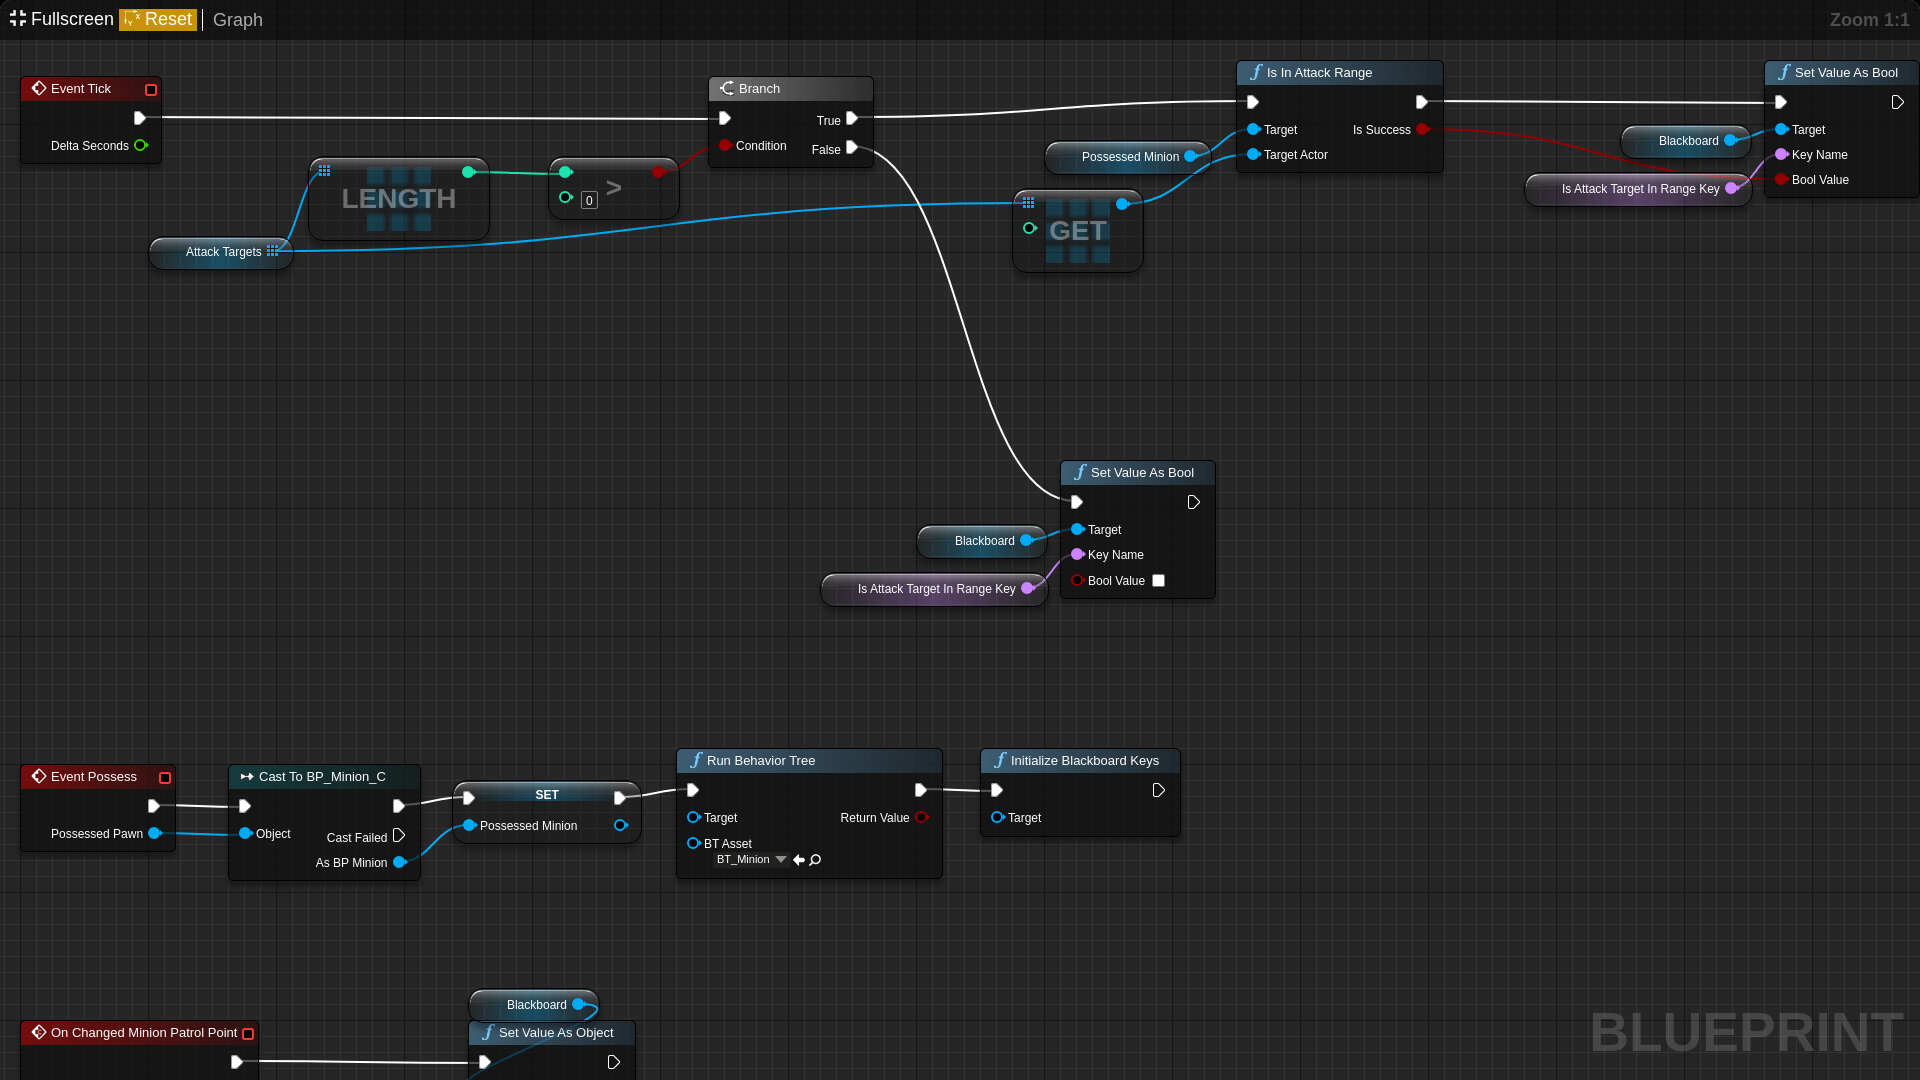 Fullscreen Reset Graph Zoom 1:1
Event Tick
Delta Seconds
LENGTH
Attack Targets
0
>
Branch
True
Condition
False
Possessed Minion
GET
Is In Attack Range
Target
Is Success
Target Actor
Blackboard
Is Attack Target In Range Key
Set Value As Bool
Target
Key Name
Bool Value
Set Value As Bool
Blackboard
Target
Key Name
Is Attack Target In Range Key
Bool Value
Event Possess
Possessed Pawn
Cast To BP_Minion_C
Object
Cast Failed
As BP Minion
SET
Possessed Minion
Run Behavior Tree
Target
Return Value
BT Asset
BT_Minion
Initialize Blackboard Keys
Target
Blackboard
On Changed Minion Patrol Point
Set Value As Object
BLUEPRINT